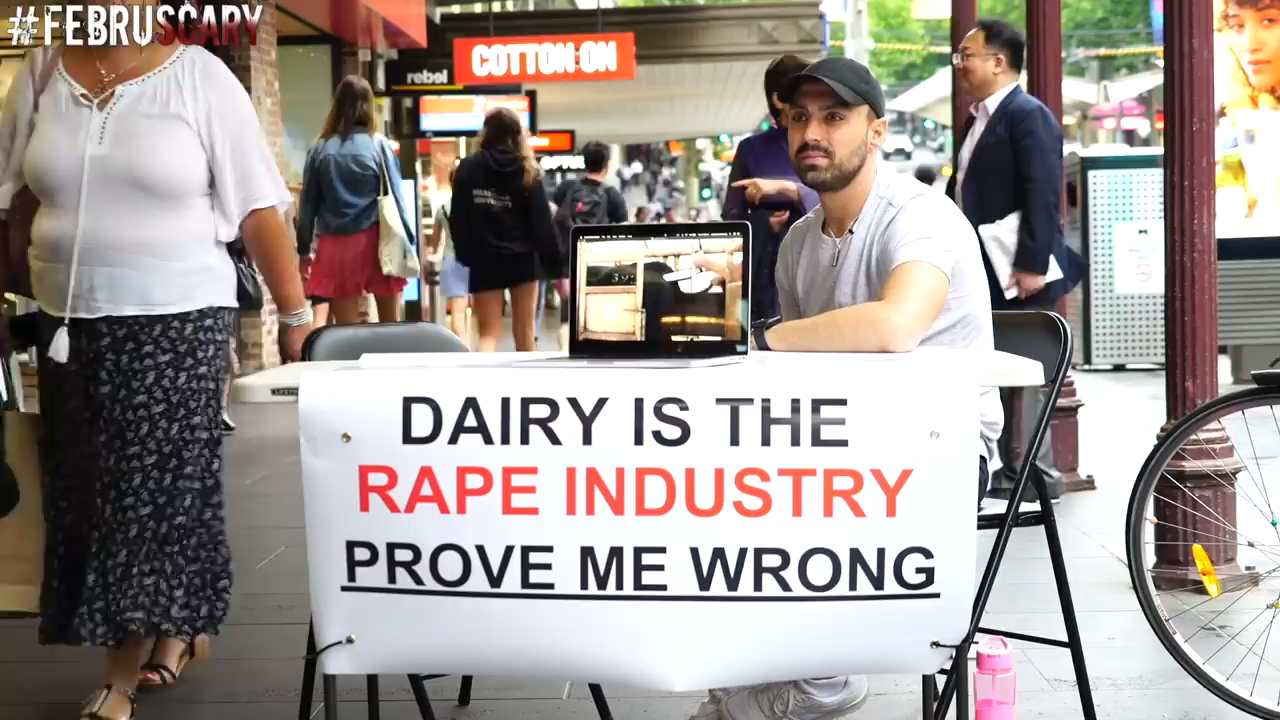 #FEBRUSCARY
COTTON:ON
rebel
DAIRY IS THE
RAPE INDUSTRY
PROVE ME WRONG